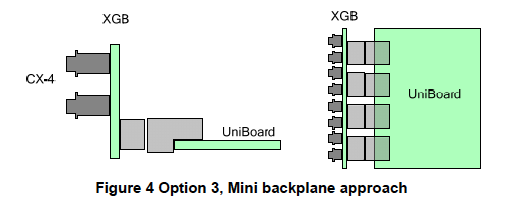 XGB
XGB
CX-4
UniBoard
UniBoard
Figure 4 Option 3, Mini backplane approach